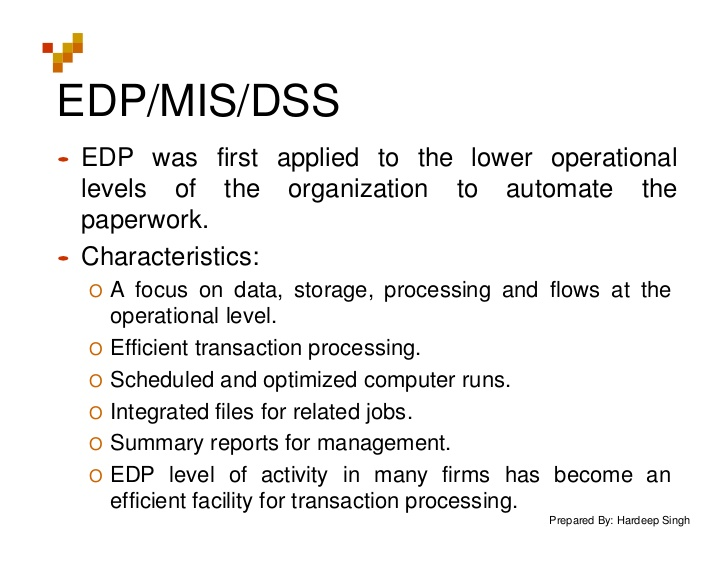 EDP/MIS/DSS
EDP was first applied to the lower operational
levels of the organization to automate the
paperwork.
Characteristics:
O A focus on data, storage, processing and flows at the
operational level.
O Efficient transaction processing.
O Scheduled and optimized computer runs.
O Integrated files for related jobs.
O Summary reports for management.
O EDP level of activity in many firms has become an
efficient facility for transaction processing.
Prepared By: Hardeep Singh